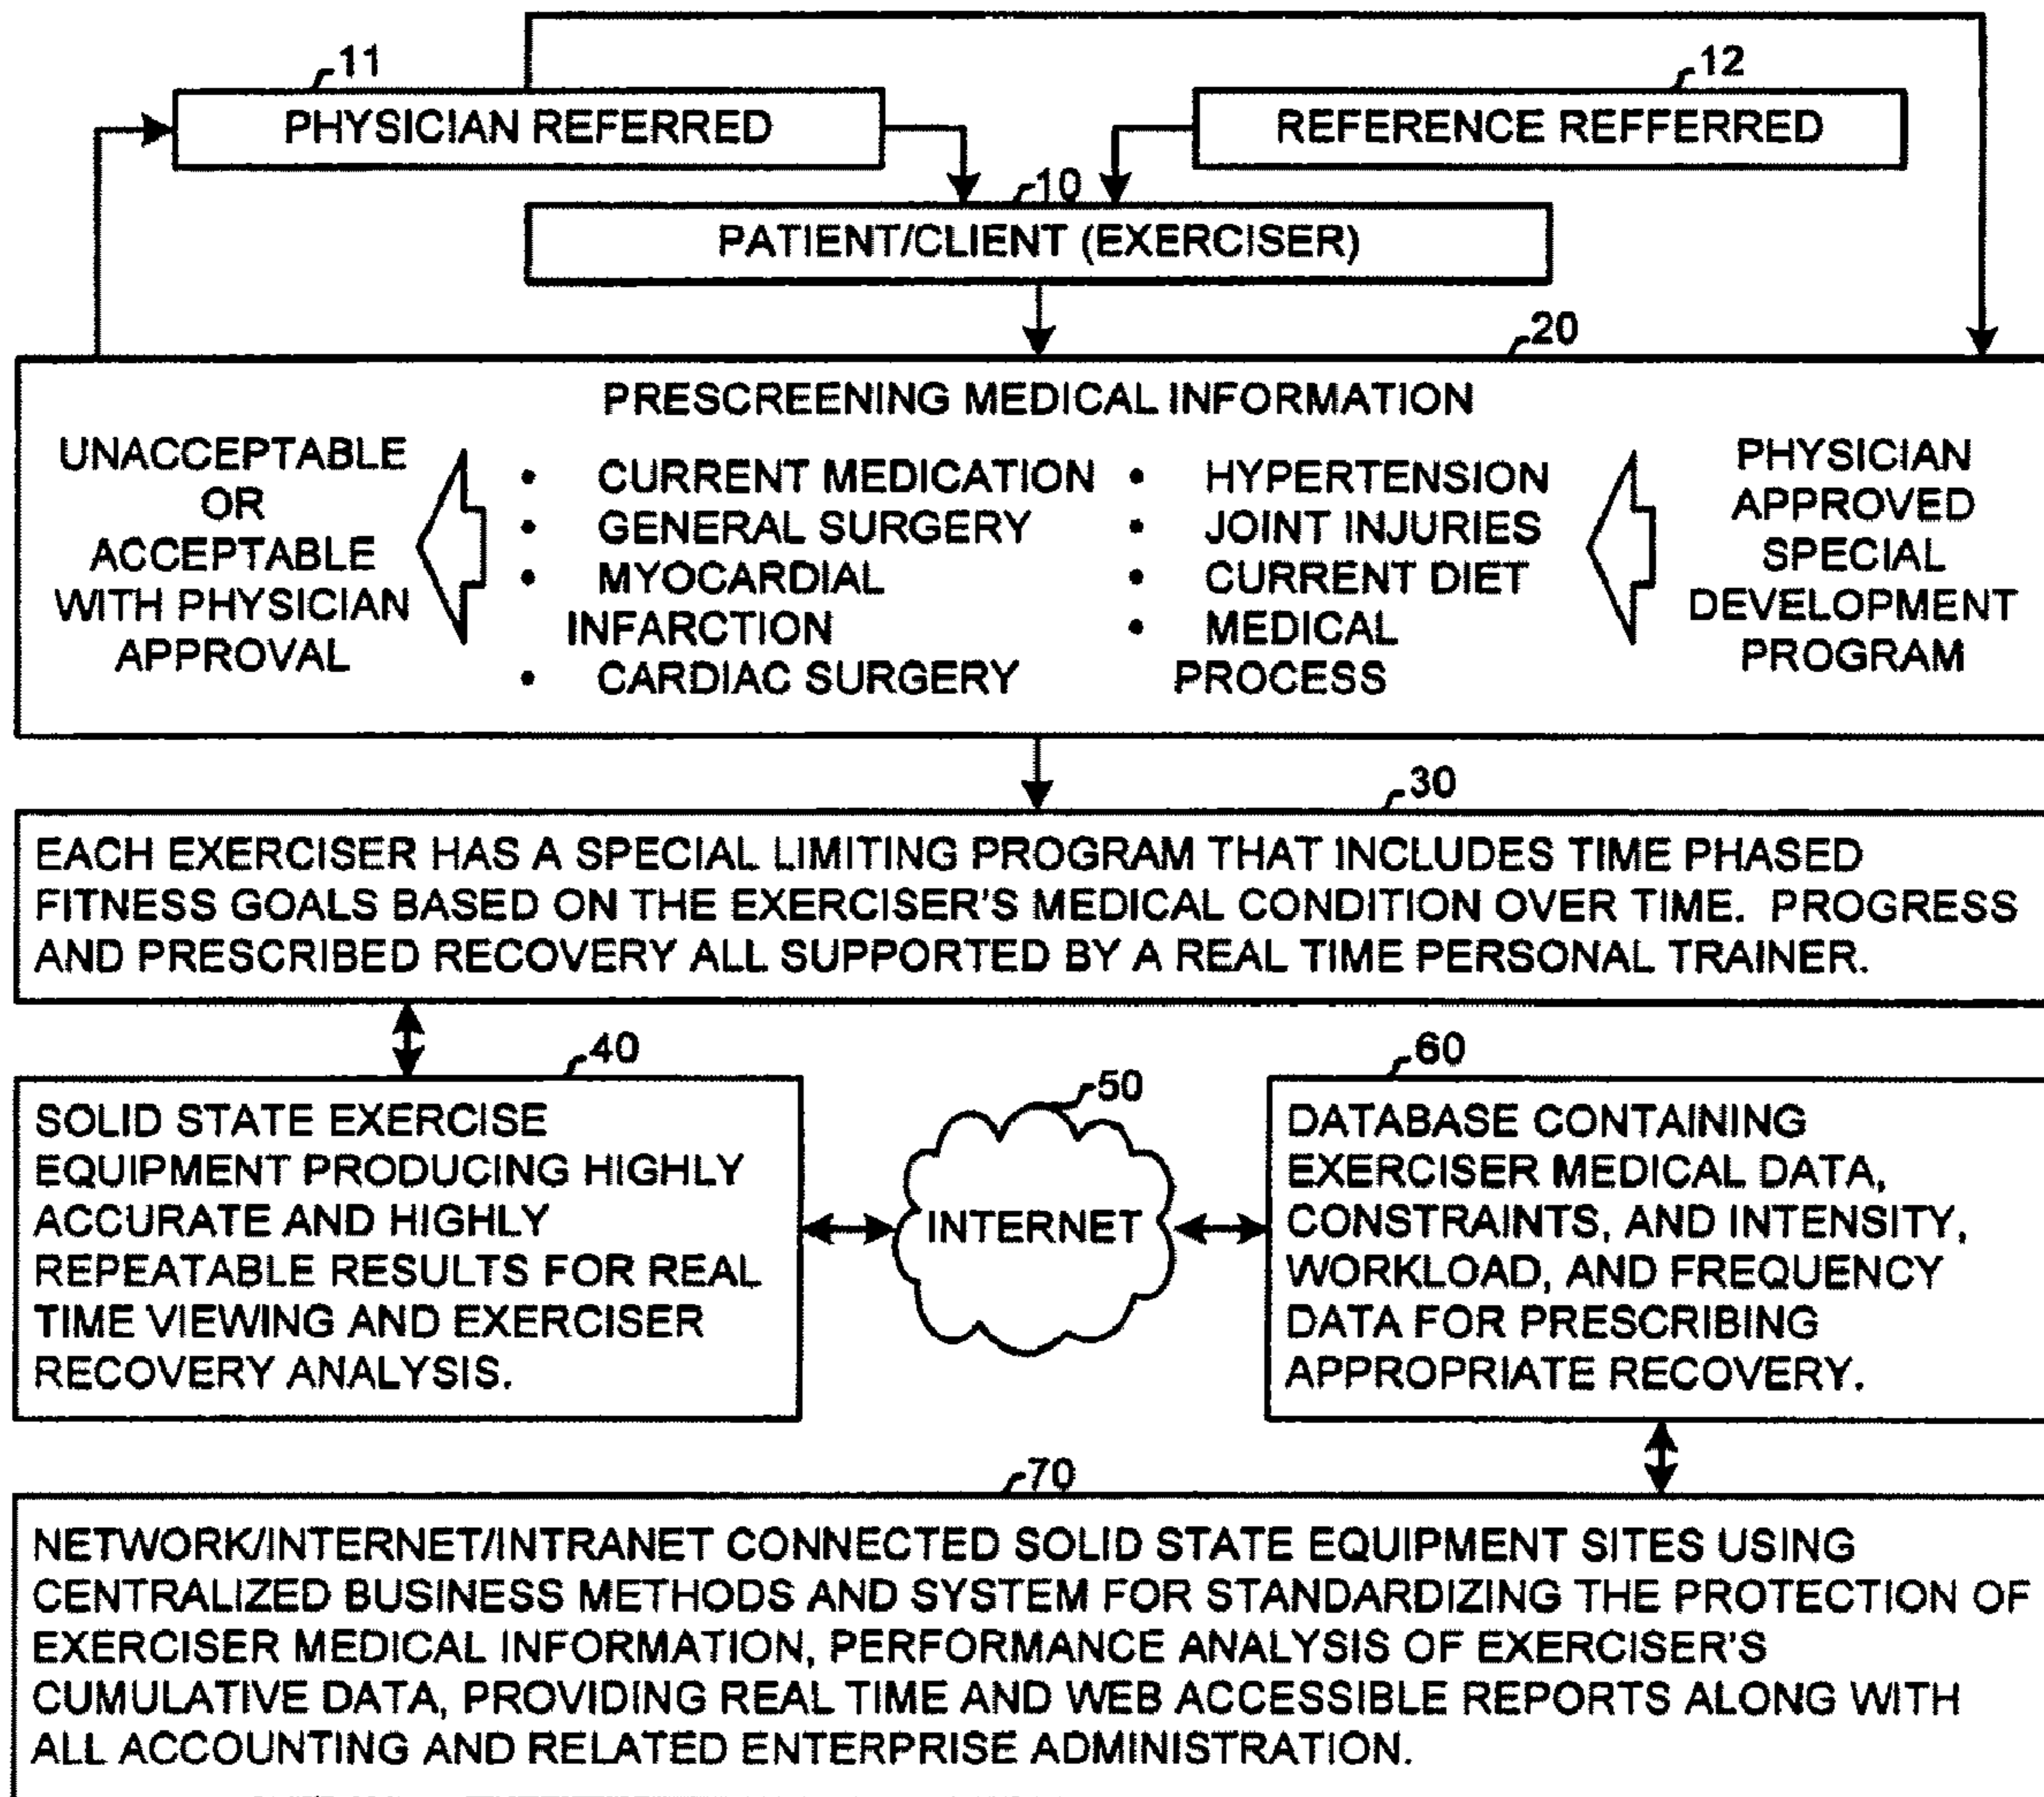 11
12
PHYSICIAN REFERRED
REFERENCE REFFERRED
10
PATIENT/CLIENT (EXERCISER)
20
PRESCREENING MEDICAL INFORMATION
UNACCEPTABLE
OR
ACCEPTABLE
WITH PHYSICIAN
APPROVAL
• CURRENT MEDICATION
• GENERAL SURGERY
• MYOCARDIAL
INFARCTION
• CARDIAC SURGERY
• HYPERTENSION
• JOINT INJURIES
• CURRENT DIET
• MEDICAL
PROCESS
PHYSICIAN
APPROVED
SPECIAL
DEVELOPMENT
PROGRAM
30
EACH EXERCISER HAS A SPECIAL LIMITING PROGRAM THAT INCLUDES TIME PHASED
FITNESS GOALS BASED ON THE EXERCISER'S MEDICAL CONDITION OVER TIME. PROGRESS
AND PRESCRIBED RECOVERY ALL SUPPORTED BY A REAL TIME PERSONAL TRAINER.
40
SOLID STATE EXERCISE
EQUIPMENT PRODUCING HIGHLY
ACCURATE AND HIGHLY
REPEATABLE RESULTS FOR REAL
TIME VIEWING AND EXERCISER
RECOVERY ANALYSIS.
50
INTERNET
60
DATABASE CONTAINING
EXERCISER MEDICAL DATA,
CONSTRAINTS, AND INTENSITY,
WORKLOAD, AND FREQUENCY
DATA FOR PRESCRIBING
APPROPRIATE RECOVERY.
70
NETWORK/INTERNET/INTRANET CONNECTED SOLID STATE EQUIPMENT SITES USING
CENTRALIZED BUSINESS METHODS AND SYSTEM FOR STANDARDIZING THE PROTECTION OF
EXERCISER MEDICAL INFORMATION, PERFORMANCE ANALYSIS OF EXERCISER'S
CUMULATIVE DATA, PROVIDING REAL TIME AND WEB ACCESSIBLE REPORTS ALONG WITH
ALL ACCOUNTING AND RELATED ENTERPRISE ADMINISTRATION.